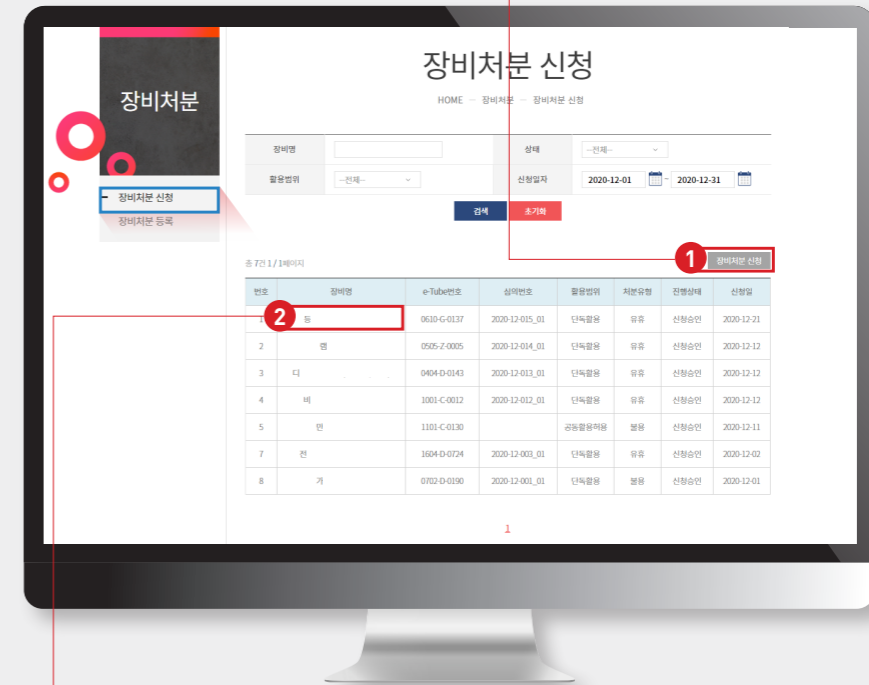 장비처분
장비처분 신청
장비처분 등록
장비처분 신청
HOME − 장비처분 − 장비처분 신청
장비명 상태 --전체--
활용범위 --전체-- 신청일자 2020-12-01 ~ 2020-12-31
검색 초기화
총 7건 1 / 1페이지
1 장비처분 신청
번호 장비명 e-Tube번호 심의번호 활용범위 처분유형 진행상태 신청일
1 2 등 0610-G-0137 2020-12-015_01 단독활용 유휴 신청승인 2020-12-21
2 캠 0505-Z-0005 2020-12-014_01 단독활용 유휴 신청승인 2020-12-12
3 디 0404-D-0143 2020-12-013_01 단독활용 유휴 신청승인 2020-12-12
4 비 1001-C-0012 2020-12-012_01 단독활용 유휴 신청승인 2020-12-12
5 만 1101-C-0130 공동활용허용 불용 신청승인 2020-12-11
7 전 1604-D-0724 2020-12-003_01 단독활용 유휴 신청승인 2020-12-02
8 가 0702-D-0190 2020-12-001_01 단독활용 불용 신청승인 2020-12-01
1